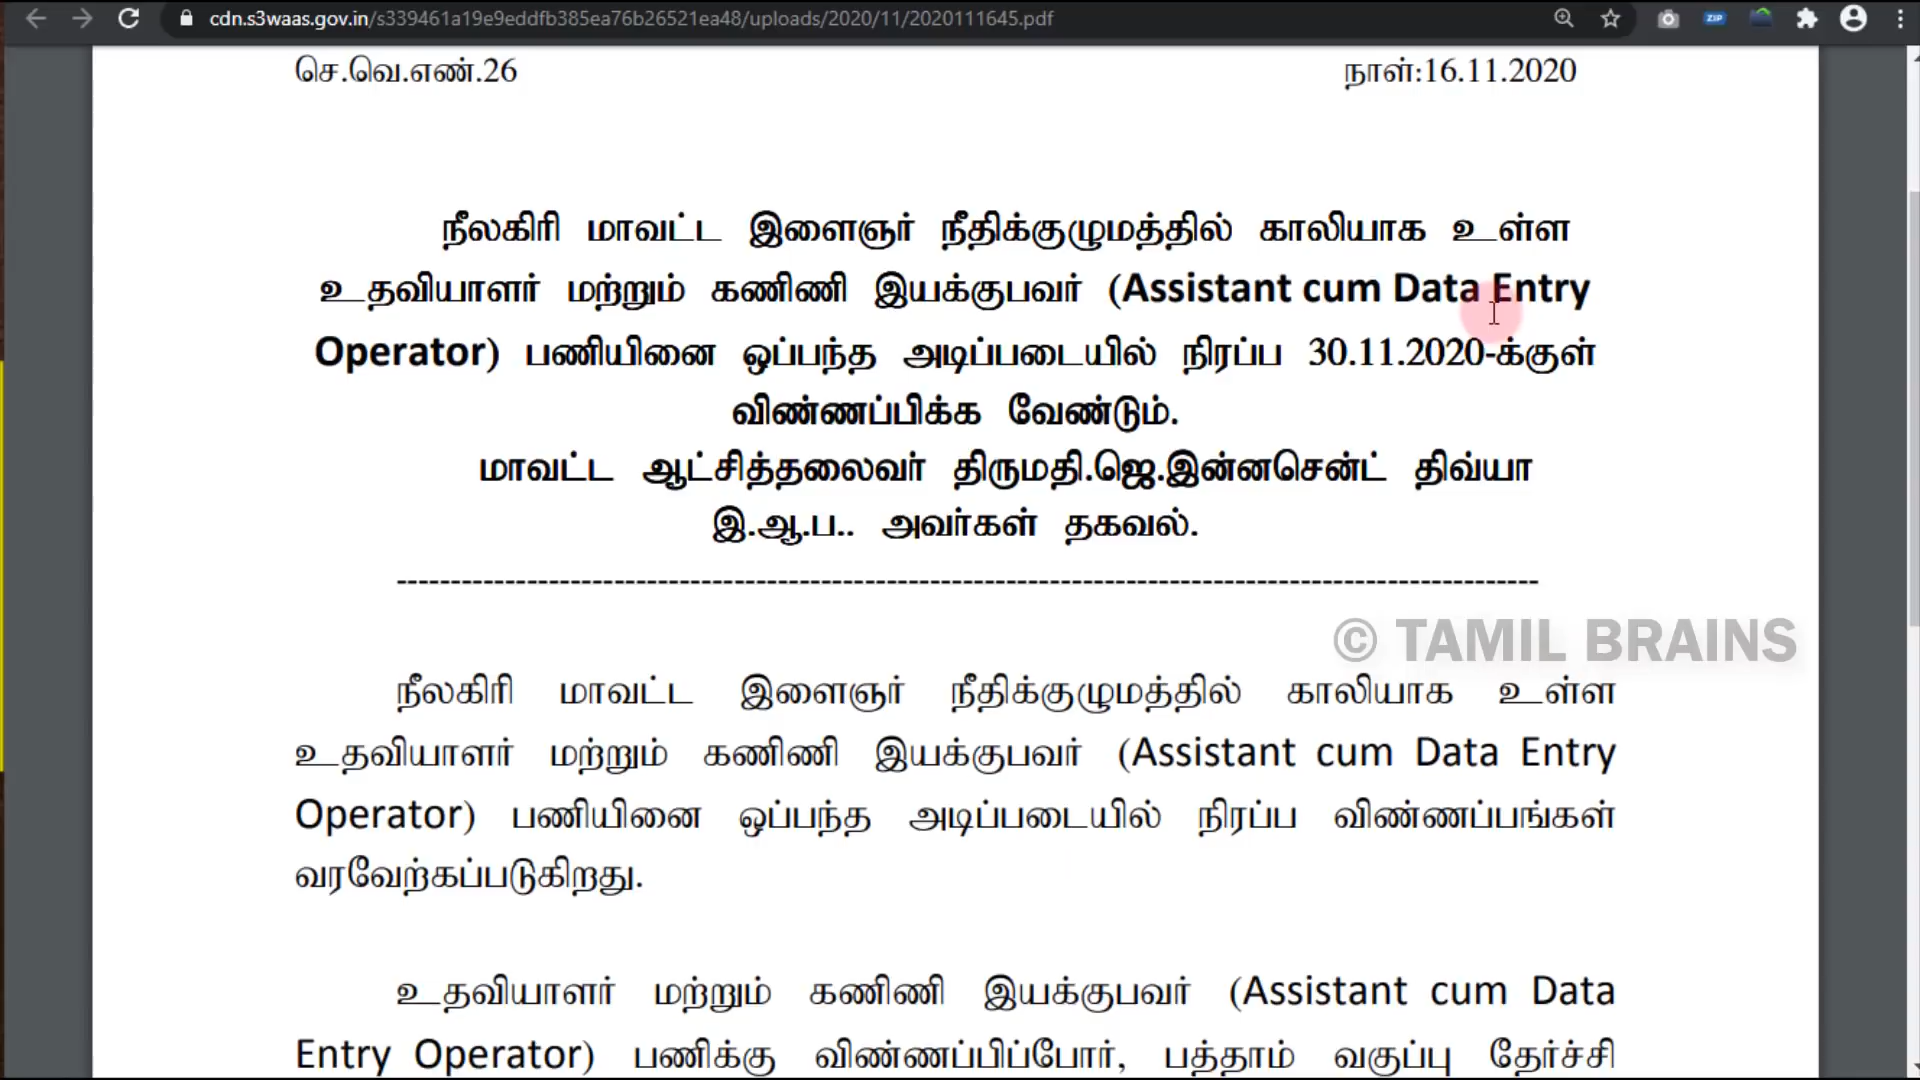 cdn.s3waas.gov.in/s339461a19e9eddfb385ea76b26521ea48/uploads/2020/11/2020111645.pdf
ZIP
செ.வெ.எண்.26 நாள்:16.11.2020
நீலகிரி மாவட்ட இளைஞர் நீதிக்குழுமத்தில் காலியாக உள்ள
உதவியாளர் மற்றும் கணிணி இயக்குபவர் (Assistant cum Data Entry
Operator) பணியினை ஒப்பந்த அடிப்படையில் நிரப்ப 30.11.2020-க்குள்
விண்ணப்பிக்க வேண்டும்.
மாவட்ட ஆட்சித்தலைவர் திருமதி.ஜெ.இன்னசென்ட் திவ்யா
இ.ஆ.ப.. அவர்கள் தகவல்.
© TAMIL BRAINS
நீலகிரி மாவட்ட இளைஞர் நீதிக்குழுமத்தில் காலியாக உள்ள
உதவியாளர் மற்றும் கணிணி இயக்குபவர் (Assistant cum Data Entry
Operator) பணியினை ஒப்பந்த அடிப்படையில் நிரப்ப விண்ணப்பங்கள்
வரவேற்கப்படுகிறது.
உதவியாளர் மற்றும் கணிணி இயக்குபவர் (Assistant cum Data
Entry Operator) பணிக்கு விண்ணப்பிப்போர், பத்தாம் வகுப்பு தேர்ச்சி